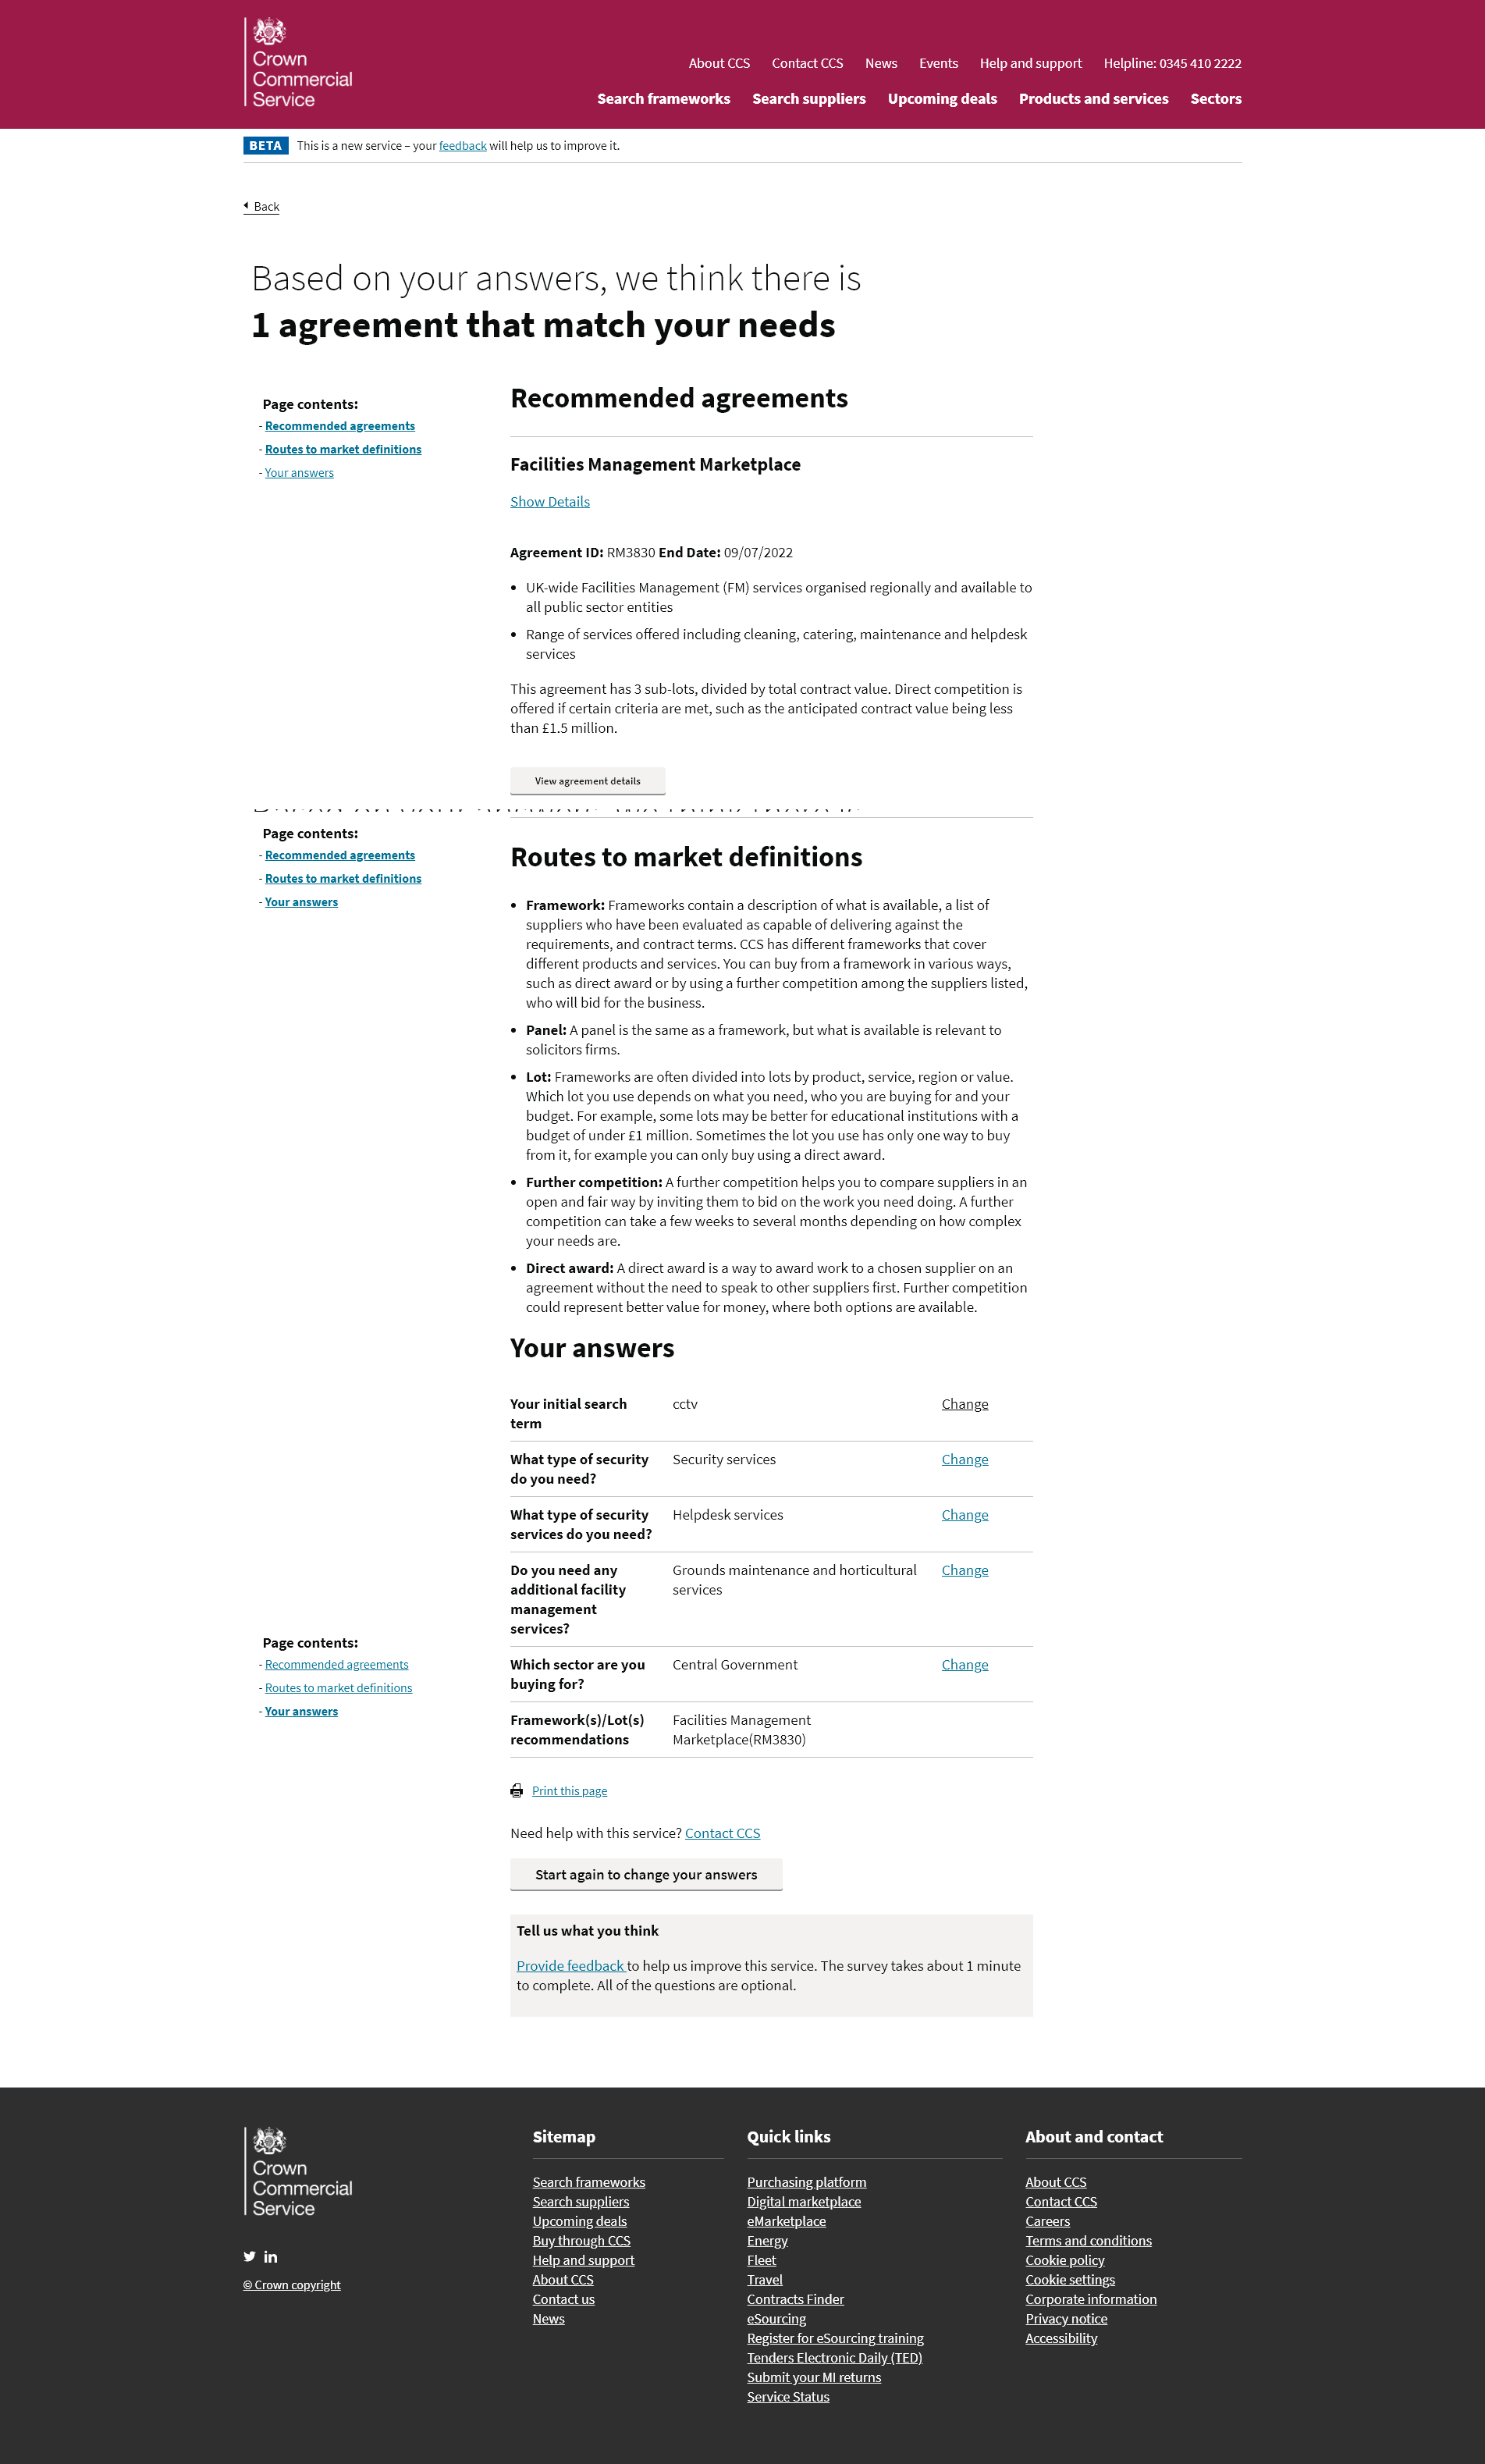 Crown
Commercial
Service
About CCS Contact CCS News Events Help and support Helpline: 0345 410 2222
Search frameworks Search suppliers Upcoming deals Products and services Sectors
BETA This is a new service – your feedback will help us to improve it.
Back
Based on your answers, we think there is
1 agreement that match your needs
Page contents:
- Recommended agreements
- Routes to market definitions
- Your answers
Recommended agreements
Facilities Management Marketplace
Show Details
Agreement ID: RM3830 End Date: 09/07/2022
• UK-wide Facilities Management (FM) services organised regionally and available to
all public sector entities
• Range of services offered including cleaning, catering, maintenance and helpdesk
services
This agreement has 3 sub-lots, divided by total contract value. Direct competition is
offered if certain criteria are met, such as the anticipated contract value being less
than £1.5 million.
View agreement details
Page contents:
- Recommended agreements
- Routes to market definitions
- Your answers
Routes to market definitions
• Framework: Frameworks contain a description of what is available, a list of
suppliers who have been evaluated as capable of delivering against the
requirements, and contract terms. CCS has different frameworks that cover
different products and services. You can buy from a framework in various ways,
such as direct award or by using a further competition among the suppliers listed,
who will bid for the business.
• Panel: A panel is the same as a framework, but what is available is relevant to
solicitors firms.
• Lot: Frameworks are often divided into lots by product, service, region or value.
Which lot you use depends on what you need, who you are buying for and your
budget. For example, some lots may be better for educational institutions with a
budget of under £1 million. Sometimes the lot you use has only one way to buy
from it, for example you can only buy using a direct award.
• Further competition: A further competition helps you to compare suppliers in an
open and fair way by inviting them to bid on the work you need doing. A further
competition can take a few weeks to several months depending on how complex
your needs are.
• Direct award: A direct award is a way to award work to a chosen supplier on an
agreement without the need to speak to other suppliers first. Further competition
could represent better value for money, where both options are available.
Your answers
Your initial search cctv Change
term
What type of security Security services Change
do you need?
What type of security Helpdesk services Change
services do you need?
Do you need any Grounds maintenance and horticultural Change
additional facility services
management
services?
Page contents:
- Recommended agreements
- Routes to market definitions
- Your answers
Which sector are you Central Government Change
buying for?
Framework(s)/Lot(s) Facilities Management
recommendations Marketplace(RM3830)
Print this page
Need help with this service? Contact CCS
Start again to change your answers
Tell us what you think
Provide feedback to help us improve this service. The survey takes about 1 minute
to complete. All of the questions are optional.
Crown
Commercial
Service
© Crown copyright
Sitemap
Search frameworks
Search suppliers
Upcoming deals
Buy through CCS
Help and support
About CCS
Contact us
News
Quick links
Purchasing platform
Digital marketplace
eMarketplace
Energy
Fleet
Travel
Contracts Finder
eSourcing
Register for eSourcing training
Tenders Electronic Daily (TED)
Submit your MI returns
Service Status
About and contact
About CCS
Contact CCS
Careers
Terms and conditions
Cookie policy
Cookie settings
Corporate information
Privacy notice
Accessibility